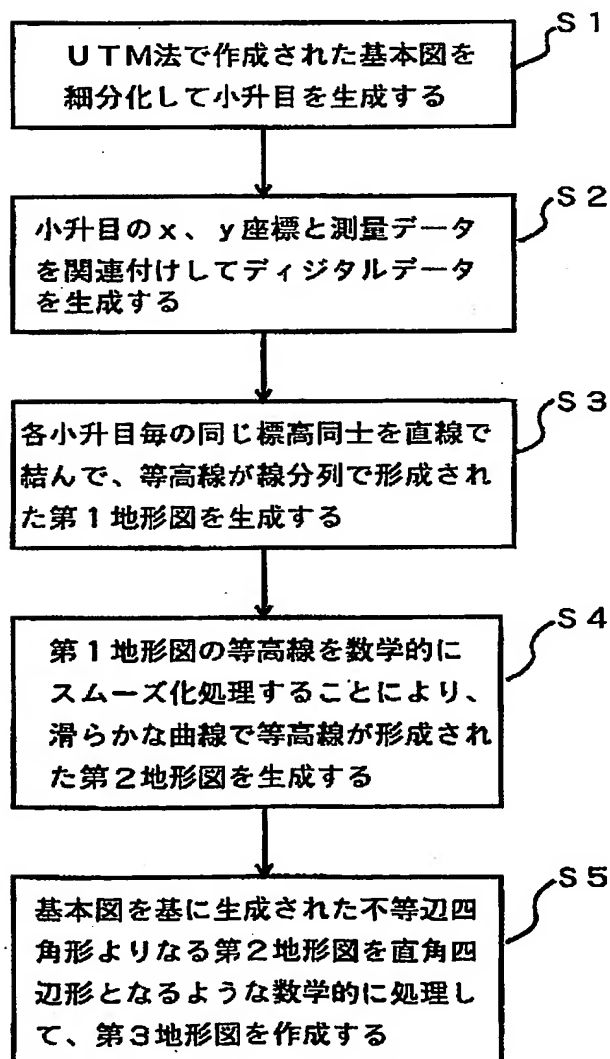 S1
UTM法で作成された基本図を
細分化して小升目を生成する
S2
小升目のx、y座標と測量データ
を関連付けしてディジタルデータ
を生成する
S3
各小升目毎の同じ標高同士を直線で
結んで、等高線が線分列で形成され
た第1地形図を生成する
S4
第1地形図の等高線を数学的に
スムーズ化処理することにより、
滑らかな曲線で等高線が形成され
た第2地形図を生成する
S5
基本図を基に生成された不等辺四
角形よりなる第2地形図を直角四
辺形となるような数学的に処理し
て、第3地形図を作成する